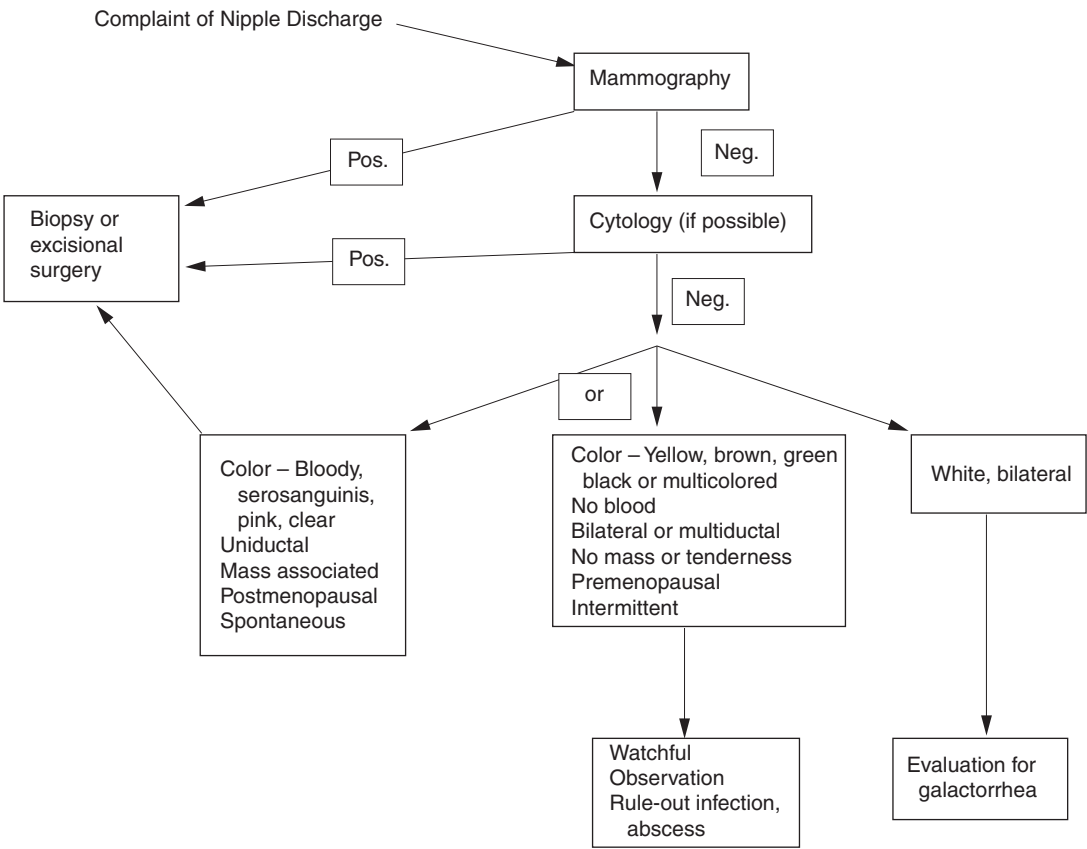 Complaint of Nipple Discharge
Mammography
Pos.
Neg.
Biopsy or
excisional
surgery
Cytology (if possible)
Pos.
Neg.
or
Color – Bloody,
serosanguinis,
pink, clear
Uniductal
Mass associated
Postmenopausal
Spontaneous
Color – Yellow, brown, green
black or multicolored
No blood
Bilateral or multiductal
No mass or tenderness
Premenopausal
Intermittent
White, bilateral
Watchful
Observation
Rule-out infection,
abscess
Evaluation for
galactorrhea